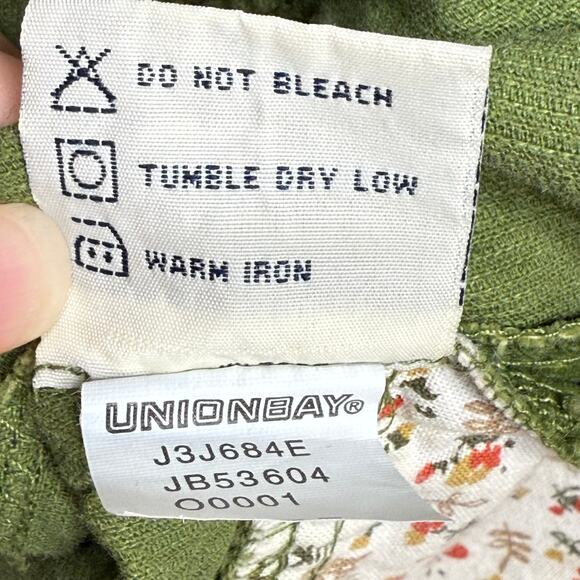 DO NOT BLEACH
TUMBLE DRY LOW
WARM IRON
UNIONBAY®
J3J684E
JB53604
O0001